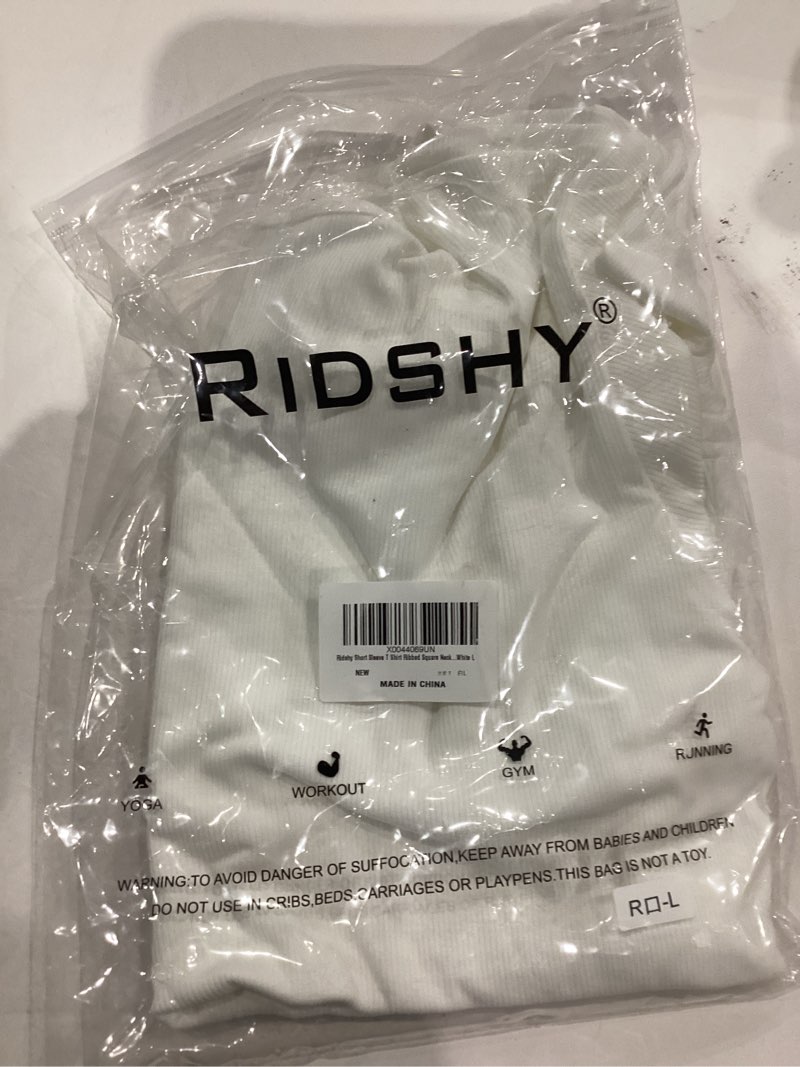 RIDSHY®
X0044069UN
Ridshy Short Sleeve T Shirt Ribbed Square Neck...White L
NEW
MADE IN CHINA
YOGA
WORKOUT
GYM
RUNNING
WARNING:TO AVOID DANGER OF SUFFOCATION,KEEP AWAY FROM BABIES AND CHILDREN
DO NOT USE IN CRIBS,BEDS.CARRIAGES OR PLAYPENS.THIS BAG IS NOT A TOY.
R口-L